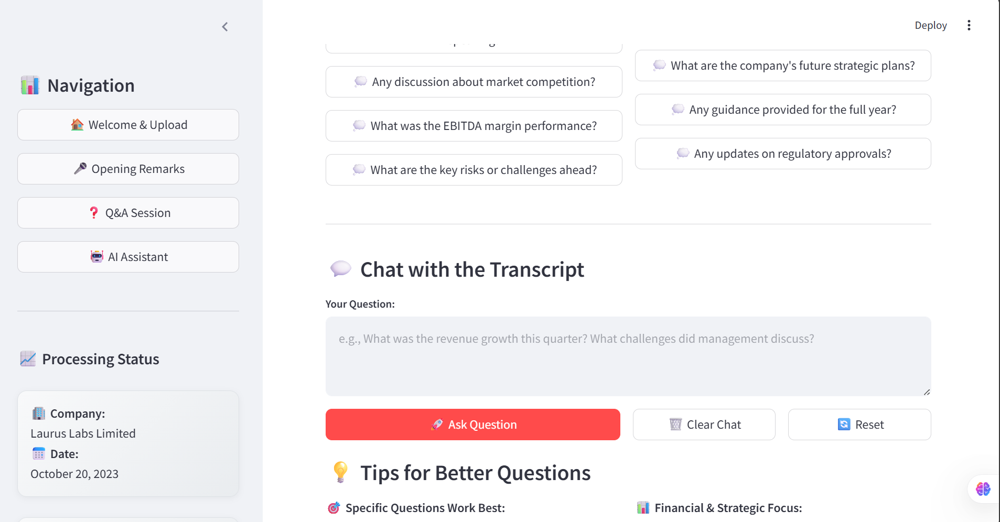 Deploy
Navigation
Welcome & Upload
Opening Remarks
Q&A Session
AI Assistant
Processing Status
Company:
Laurus Labs Limited
Date:
October 20, 2023
Any discussion about market competition?
What was the EBITDA margin performance?
What are the key risks or challenges ahead?
What are the company's future strategic plans?
Any guidance provided for the full year?
Any updates on regulatory approvals?
Chat with the Transcript
Your Question:
e.g., What was the revenue growth this quarter? What challenges did management discuss?
Ask Question
Clear Chat
Reset
Tips for Better Questions
Specific Questions Work Best:
Financial & Strategic Focus: